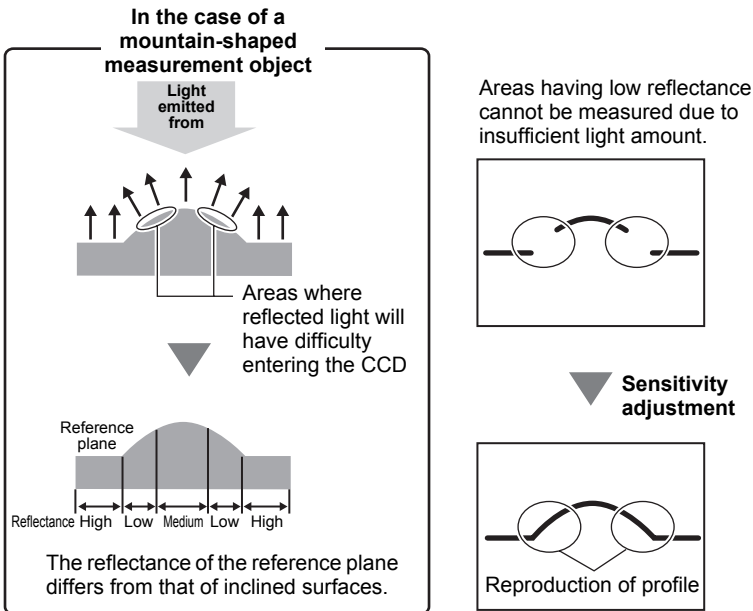 In the case of a
mountain-shaped
measurement object
Light
emitted
from
Areas where
reflected light will
have difficulty
entering the CCD
Reference
plane
Reflectance High Low Medium Low High
The reflectance of the reference plane
differs from that of inclined surfaces.
Areas having low reflectance
cannot be measured due to
insufficient light amount.
Sensitivity
adjustment
Reproduction of profile